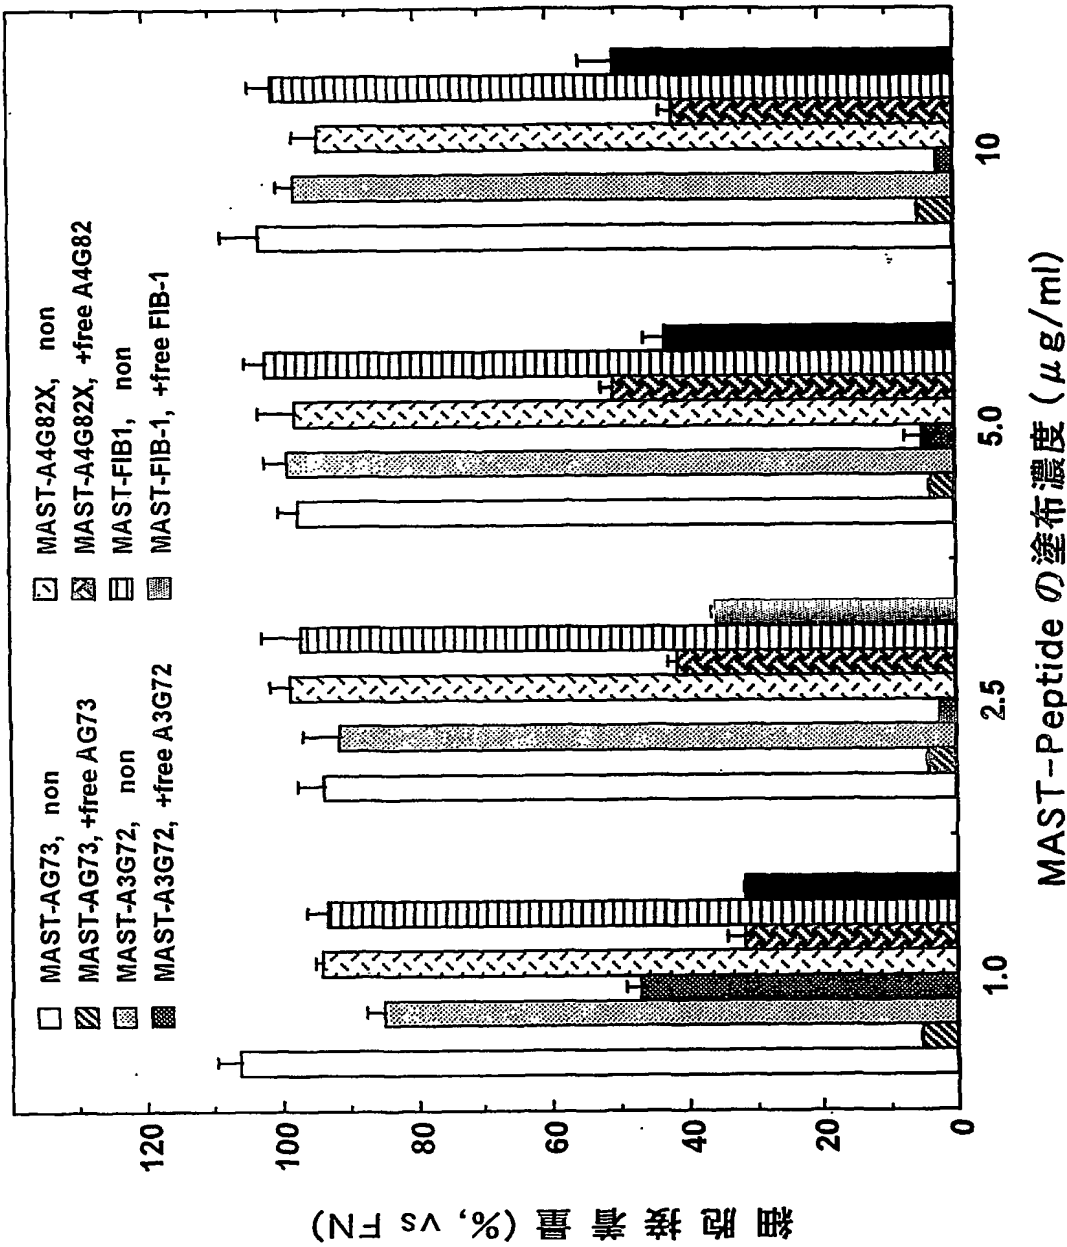 MAST-AG73, non
MAST-AG73, +free AG73
MAST-A3G72, non
MAST-A3G72, +free A3G72
MAST-A4G82X, non
MAST-A4G82X, +free A4G82
MAST-FIB1, non
MAST-FIB-1, +free FIB-1
細胞接着量 (%, vs FN)
120
100
80
60
40
20
0
1.0
2.5
5.0
10
MAST-Peptide の塗布濃度 (μg/ml)